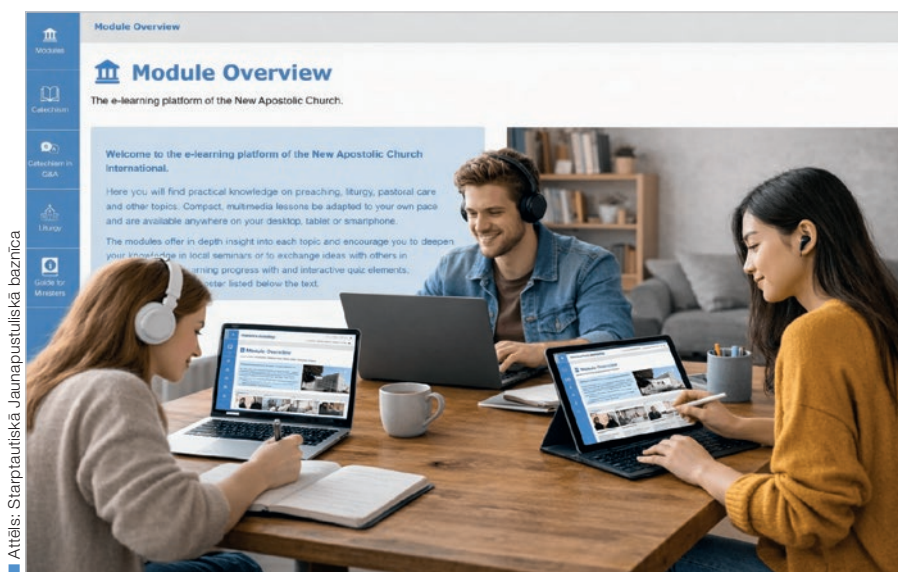 Module Overview
Module Overview
The e-learning platform of the New Apostolic Church.
Modules
Catechism
Catechism in
Q&A
Liturgy
Guide for
Ministers
Welcome to the e-learning platform of the New Apostolic Church
International.
Here you will find practical knowledge on preaching, liturgy, pastoral care
and other topics. Compact, multimedia lessons be adapted to your own pace
and are available anywhere on your desktop, tablet or smartphone.
The modules offer in depth insight into each topic and encourage you to deepen
your knowledge in local seminars or to exchange ideas with others in
progress with and interactive quiz elements.
listed below the text.
Module Overview
Module Overview
Attēls: Starptautiskā Jaunapustuliskā baznīca